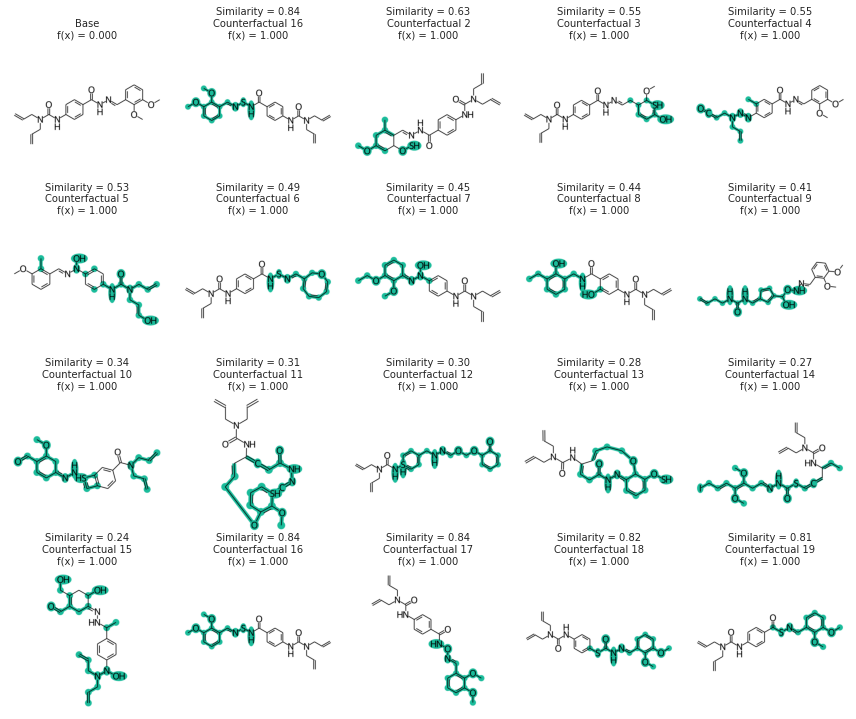 Base
f(x) = 0.000
Similarity = 0.84
Counterfactual 16
f(x) = 1.000
Similarity = 0.63
Counterfactual 2
f(x) = 1.000
Similarity = 0.55
Counterfactual 3
f(x) = 1.000
Similarity = 0.55
Counterfactual 4
f(x) = 1.000
Similarity = 0.53
Counterfactual 5
f(x) = 1.000
Similarity = 0.49
Counterfactual 6
f(x) = 1.000
Similarity = 0.45
Counterfactual 7
f(x) = 1.000
Similarity = 0.44
Counterfactual 8
f(x) = 1.000
Similarity = 0.41
Counterfactual 9
f(x) = 1.000
Similarity = 0.34
Counterfactual 10
f(x) = 1.000
Similarity = 0.31
Counterfactual 11
f(x) = 1.000
Similarity = 0.30
Counterfactual 12
f(x) = 1.000
Similarity = 0.28
Counterfactual 13
f(x) = 1.000
Similarity = 0.27
Counterfactual 14
f(x) = 1.000
Similarity = 0.24
Counterfactual 15
f(x) = 1.000
Similarity = 0.84
Counterfactual 16
f(x) = 1.000
Similarity = 0.84
Counterfactual 17
f(x) = 1.000
Similarity = 0.82
Counterfactual 18
f(x) = 1.000
Similarity = 0.81
Counterfactual 19
f(x) = 1.000